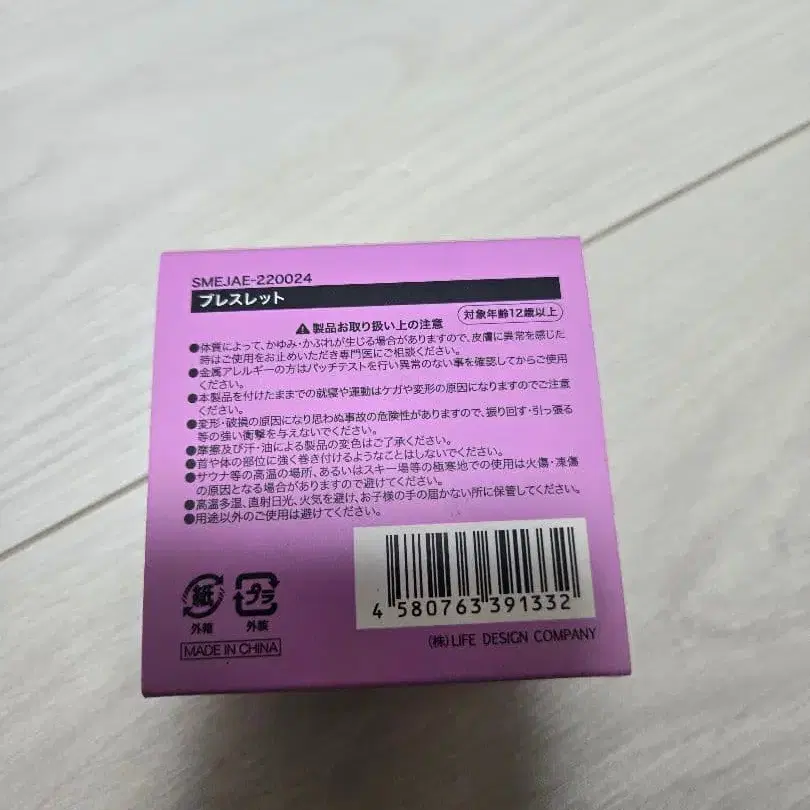 SMEJAE-220024
ブレスレット
⚠製品お取り扱い上の注意
対象年齢12歳以上
●体質によって、かゆみ・かぶれが生じる場合がありますので、皮膚に異常を感じた
時はご使用をお止めいただき専門医にご相談ください。
●金属アレルギーの方はパッチテストを行い異常のない事を確認してからご使用
ください。
●本製品を付けたままでの就寝や運動はケガや変形の原因になりますのでご注意
ください。
●変形・破損の原因になり思わぬ事故の危険性がありますので、振り回す・引っ張る
等の強い衝撃を与えないでください。
●摩擦及び汗・油による製品の変色はご了承ください。
●首や体の部位に強く巻き付けるようなことはしないでください。
●サウナ等の高温の場所、あるいはスキー場等の極寒地での使用は火傷・凍傷
の原因となる場合がありますので避けてください。
●高温多湿、直射日光、火気を避け、お子様の手の届かない所に保管してください。
●用途以外のご使用は避けてください。
4 580763 391332
紙
プラ
外箱
外装
MADE IN CHINA
(株)LIFE DESIGN COMPANY